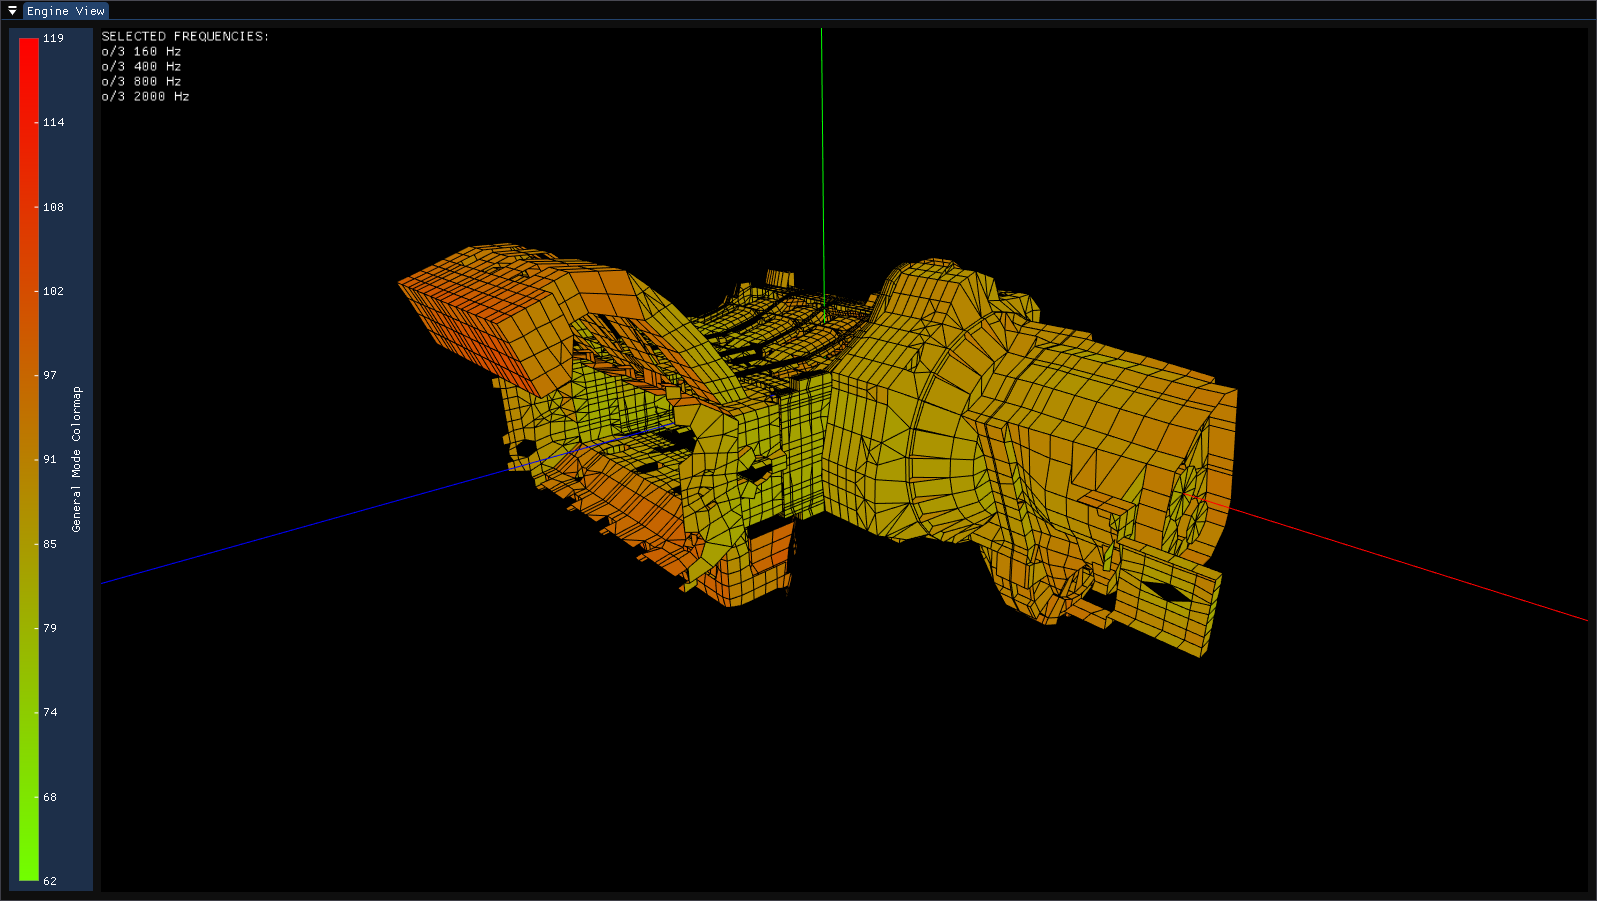 Engine View
SELECTED FREQUENCIES:
o/3 160 Hz
o/3 400 Hz
o/3 800 Hz
o/3 2000 Hz
119
114
108
102
97
91
85
79
74
68
62
General Mode Colormap